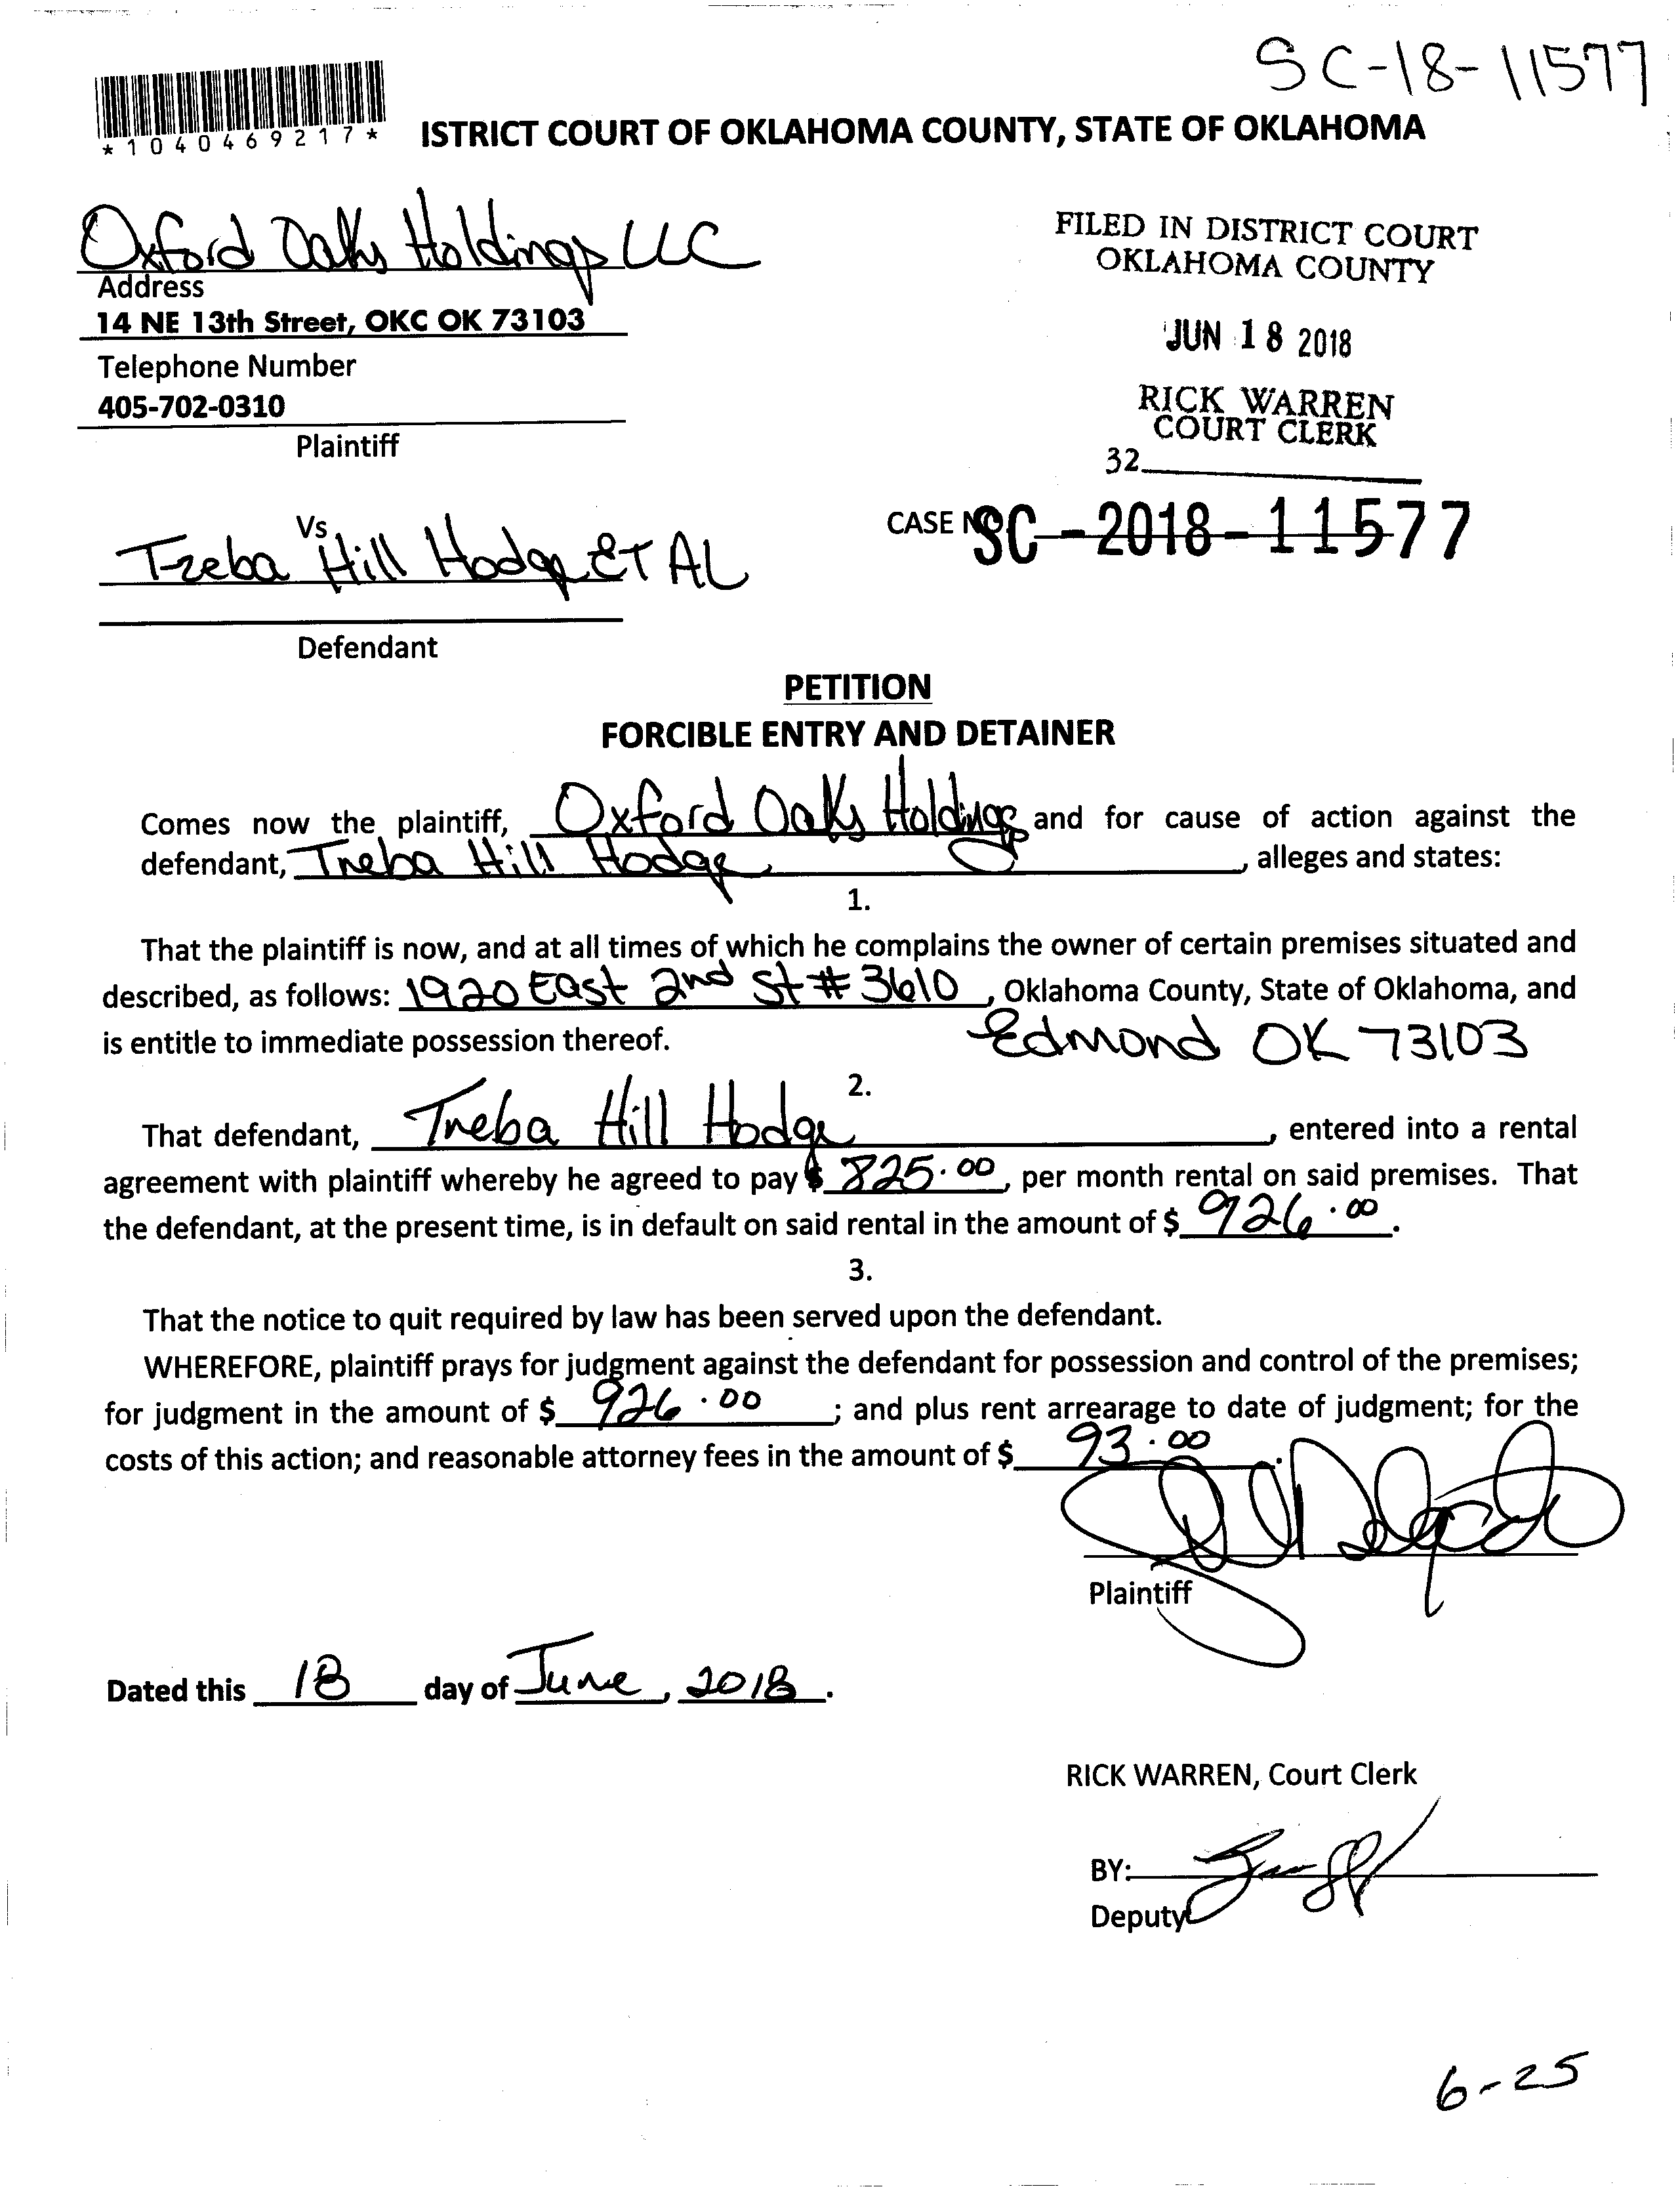 SC-18-11577
*1040469217*
ISTRICT COURT OF OKLAHOMA COUNTY, STATE OF OKLAHOMA
Oxford Oaks Holdings LLC
Address
14 NE 13th Street, OKC OK 73103
Telephone Number
405-702-0310
Plaintiff
FILED IN DISTRICT COURT
OKLAHOMA COUNTY
JUN 18 2018
RICK WARREN
COURT CLERK
32
Vs
Treba Hill Hodge ET AL
Defendant
CASE NO. SC-2018-11577
PETITION
FORCIBLE ENTRY AND DETAINER
Comes now the plaintiff, Oxford Oaks Holdings and for cause of action against the
defendant, Treba Hill Hodge, alleges and states:
1.
That the plaintiff is now, and at all times of which he complains the owner of certain premises situated and
described, as follows: 1920 East 2nd St # 3610, Oklahoma County, State of Oklahoma, and
is entitle to immediate possession thereof. Edmond OK 73103
2.
That defendant, Treba Hill Hodge, entered into a rental
agreement with plaintiff whereby he agreed to pay $ 825.00, per month rental on said premises. That
the defendant, at the present time, is in default on said rental in the amount of $ 926.00.
3.
That the notice to quit required by law has been served upon the defendant.
WHEREFORE, plaintiff prays for judgment against the defendant for possession and control of the premises;
for judgment in the amount of $ 926.00; and plus rent arrearage to date of judgment; for the
costs of this action; and reasonable attorney fees in the amount of $ 93.00.
Plaintiff
Dated this 18 day of June, 2018.
RICK WARREN, Court Clerk
BY:
Deputy
6-25